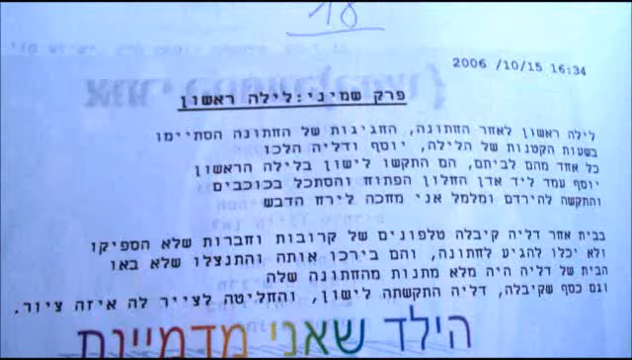 18
2006 /10/15 16:34
פרק שמיני:לילה ראשון
לילה ראשון לאחר החתונה, החגיגות של החתונה הסתיימו
בשעות הקטנות של הלילה, יוסף ודליה הלכו
כל אחד מהם לביתם, הם התקשו לישון בלילה הראשון
יוסף עמד ליד אדן החלון הפתוח והסתכל בכוכבים
והתקשה להירדם ומלמל אני מחכה לירח הדבש
בבית אחר דליה קיבלה טלפונים של קרובות וחברות שלא הספיקו
ולא יכלו להגיע לחתונה, והם בירכו אותה והתנצלו שלא באו
הבית של דליה היה מלא מתנות מהחתונה שלה
וגם כסף שקיבלה, דליה התקשתה לישון, והחליטה לצייר לה איזה ציור.
הילד שאני מדמיינת